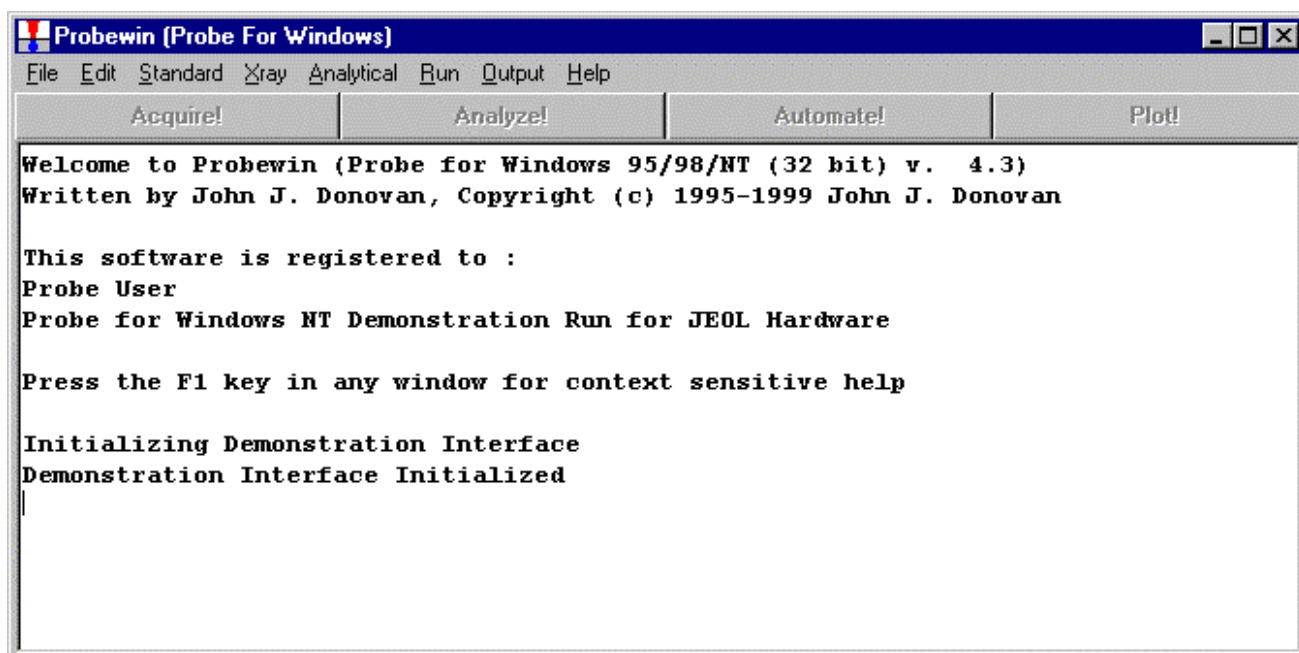 Probewin (Probe For Windows)
File Edit Standard Xray Analytical Run Output Help
Acquire! Analyze! Automate! Plot!
Welcome to Probewin (Probe for Windows 95/98/NT (32 bit) v. 4.3)
Written by John J. Donovan, Copyright (c) 1995-1999 John J. Donovan
This software is registered to :
Probe User
Probe for Windows NT Demonstration Run for JEOL Hardware
Press the F1 key in any window for context sensitive help
Initializing Demonstration Interface
Demonstration Interface Initialized